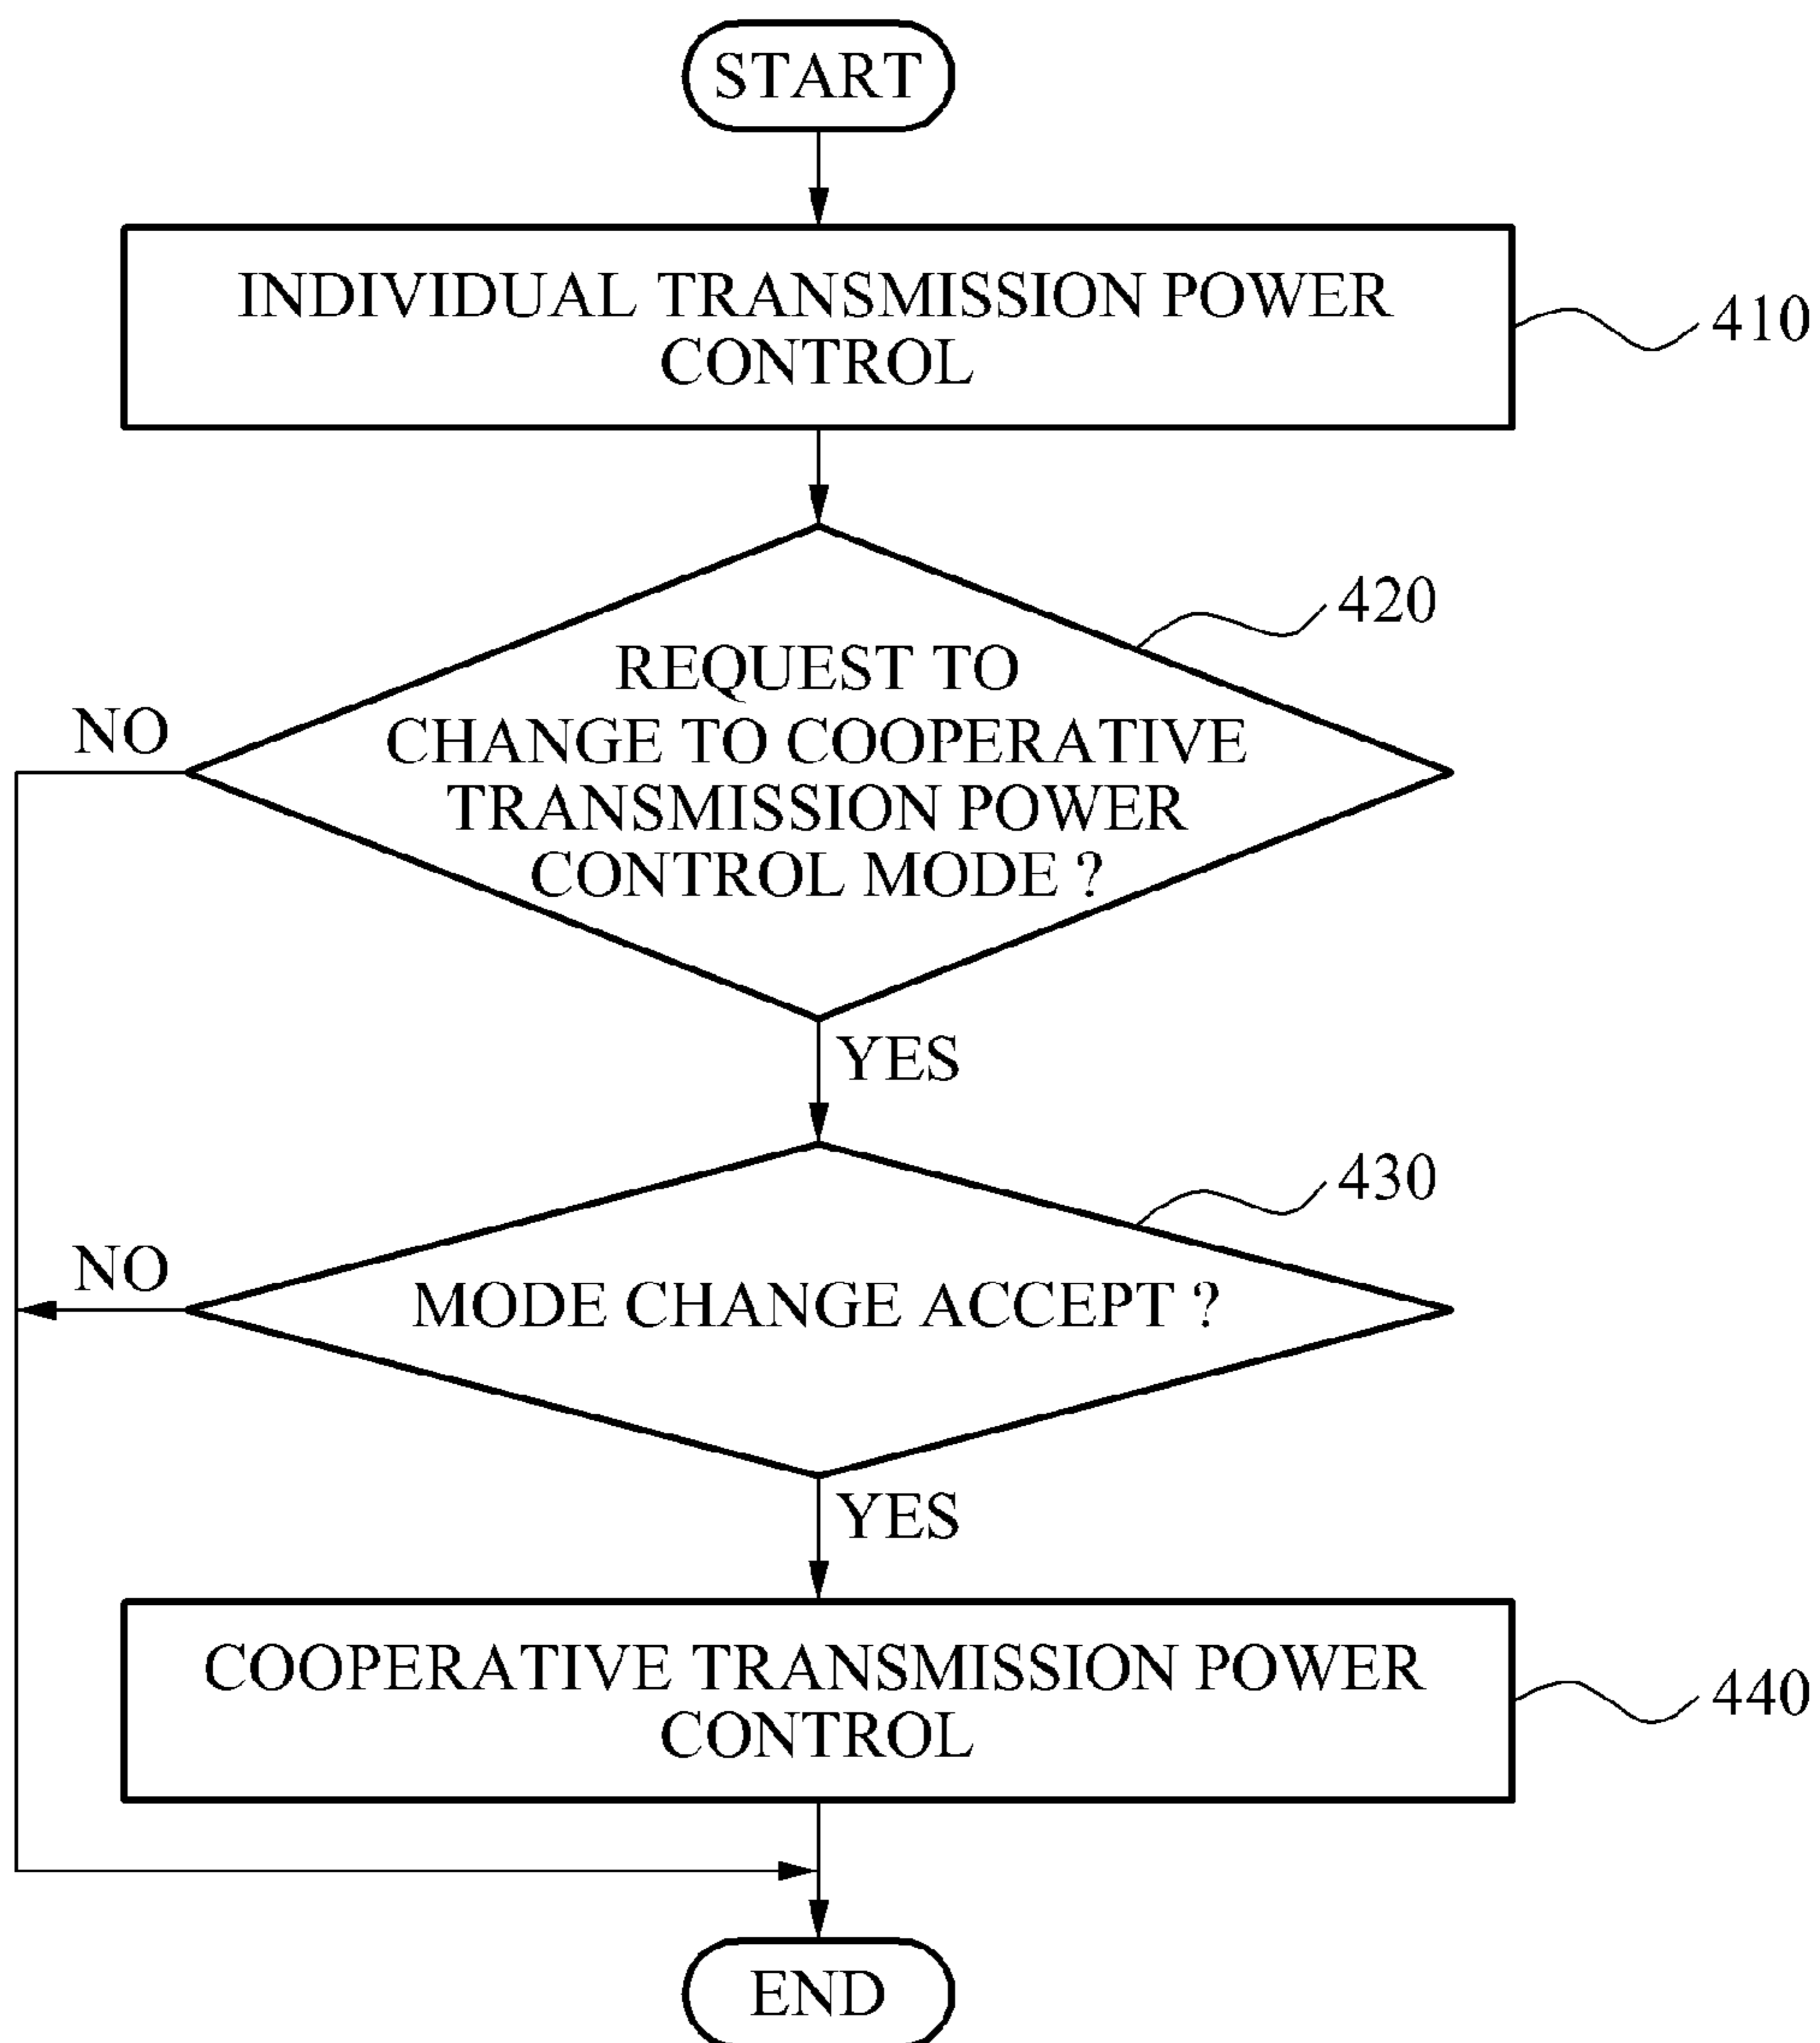 START
INDIVIDUAL TRANSMISSION POWER
CONTROL
410
420
REQUEST TO
CHANGE TO COOPERATIVE
TRANSMISSION POWER
CONTROL MODE ?
NO
YES
430
NO
MODE CHANGE ACCEPT ?
YES
COOPERATIVE TRANSMISSION POWER
CONTROL
440
END